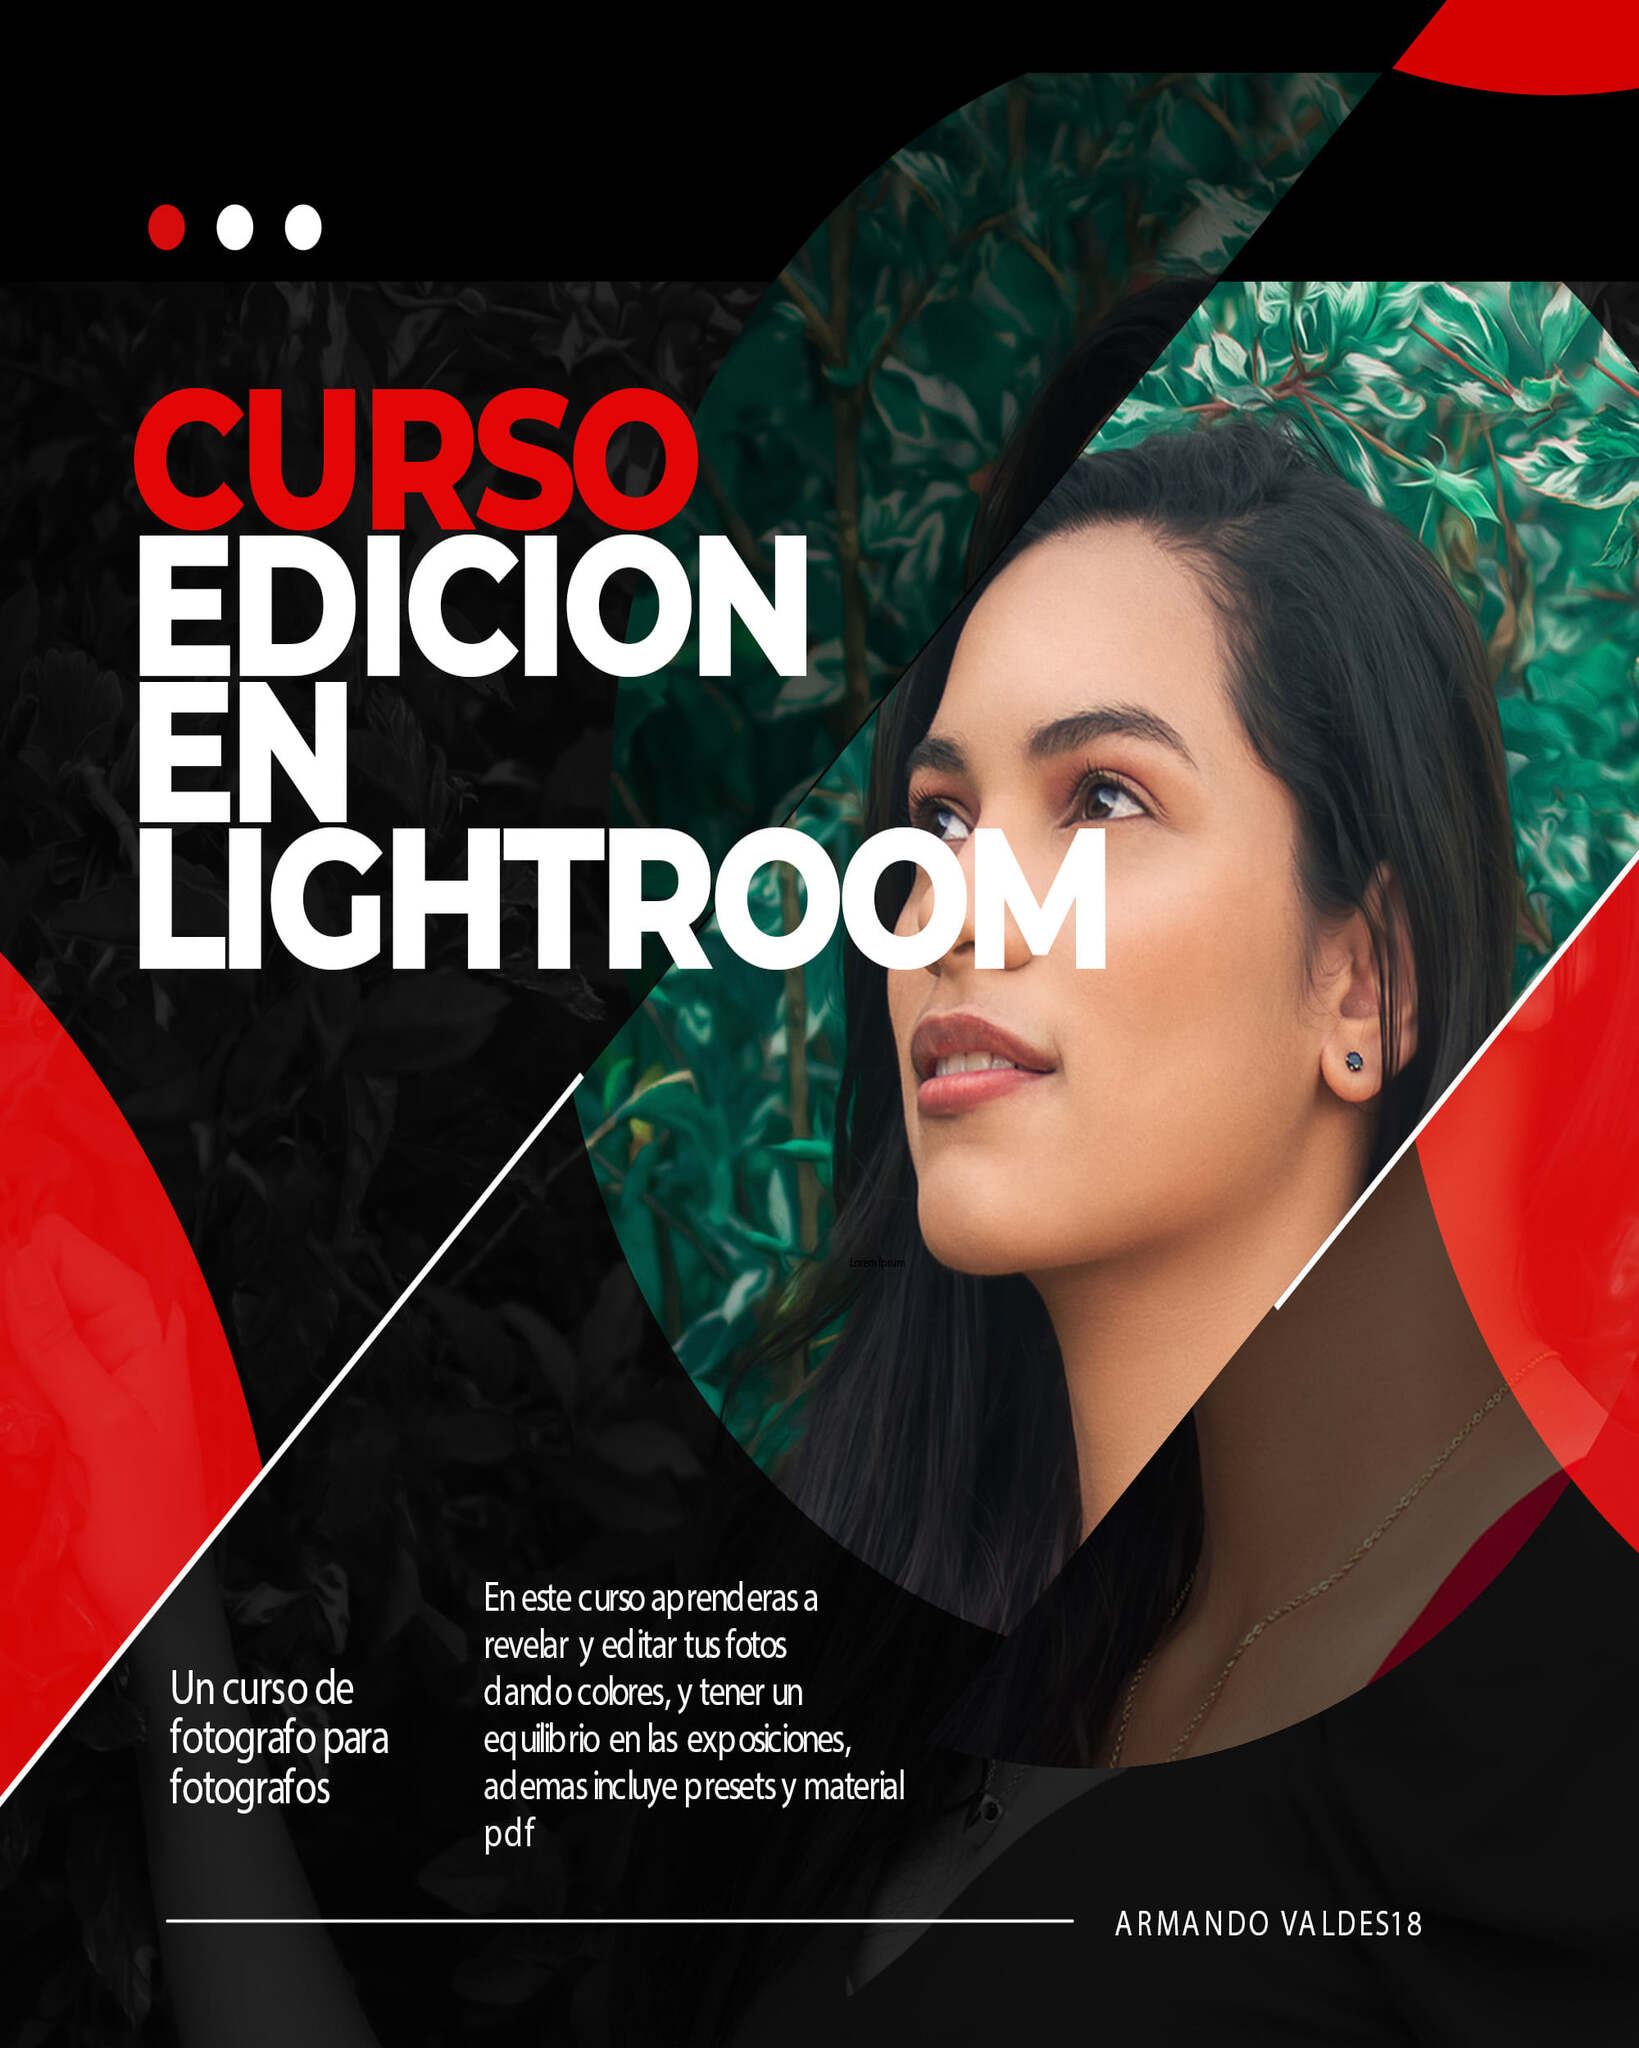 CURSO
EDICION
EN
LIGHTROOM
Lorem Ipsum
Un curso de
fotografo para
fotografos
En este curso aprenderas a
revelar y editar tus fotos
dando colores, y tener un
equilibrio en las exposiciones,
ademas incluye presets y material
pdf
ARMANDO VALDES18